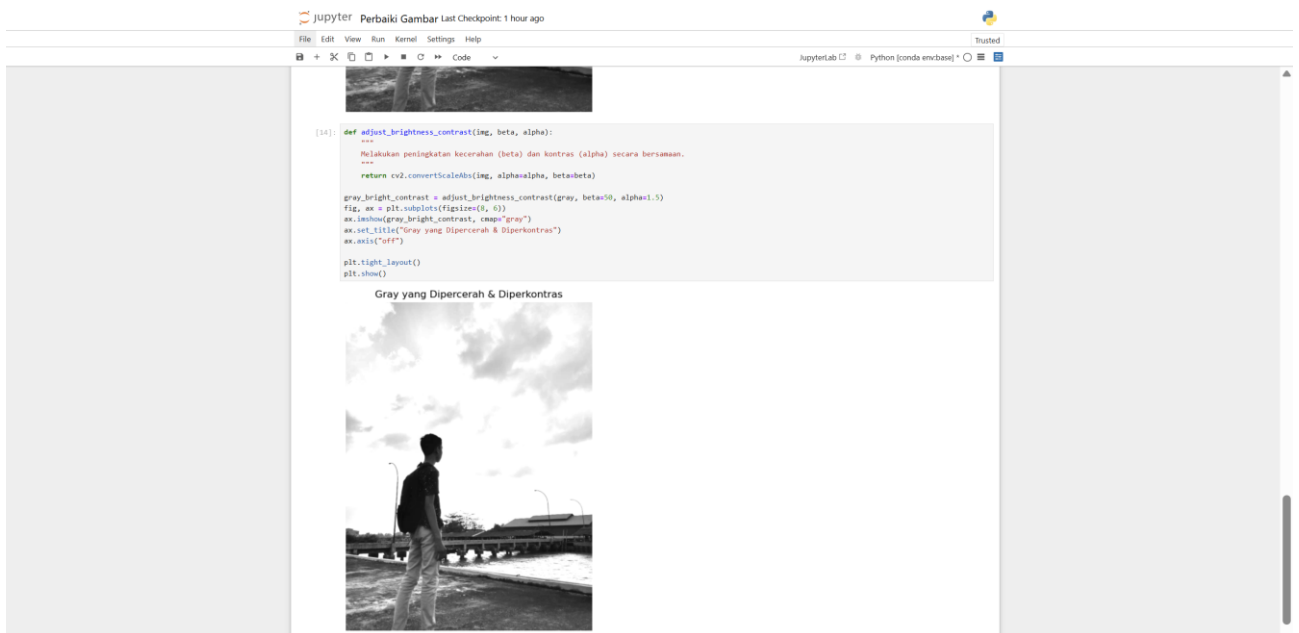 jupyter Perbaiki Gambar Last Checkpoint: 1 hour ago
File Edit View Run Kernel Settings Help
Trusted
Code
JupyterLab
Python [conda env:base] *
[14]: def adjust_brightness_contrast(img, beta, alpha):
"""
Melakukan peningkatan kecerahan (beta) dan kontras (alpha) secara bersamaan.
"""
return cv2.convertScaleAbs(img, alpha=alpha, beta=beta)
gray_bright_contrast = adjust_brightness_contrast(gray, beta=50, alpha=1.5)
fig, ax = plt.subplots(figsize=(8, 6))
ax.imshow(gray_bright_contrast, cmap="gray")
ax.set_title("Gray yang Dipercerah & Diperkontras")
ax.axis("off")
plt.tight_layout()
plt.show()
Gray yang Dipercerah & Diperkontras